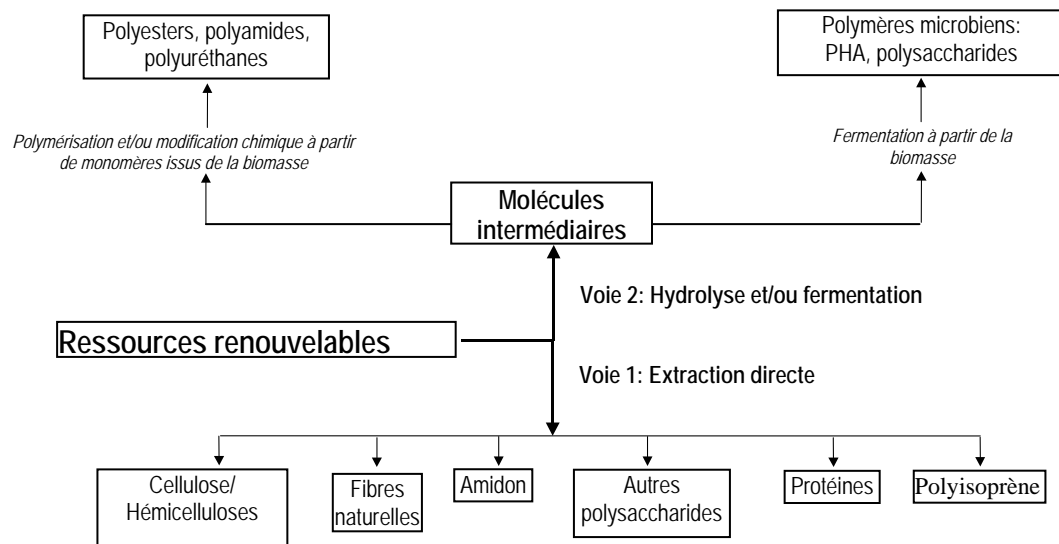 Polyesters, polyamides,
polyuréthanes
Polymères microbiens:
PHA, polysaccharides
Polymérisation et/ou modification chimique à partir
de monomères issus de la biomasse
Fermentation à partir de la
biomasse
Molécules
intermédiaires
Voie 2: Hydrolyse et/ou fermentation
Ressources renouvelables
Voie 1: Extraction directe
Cellulose/
Hémicelluloses
Fibres
naturelles
Amidon
Autres
polysaccharides
Protéines
Polyisoprène